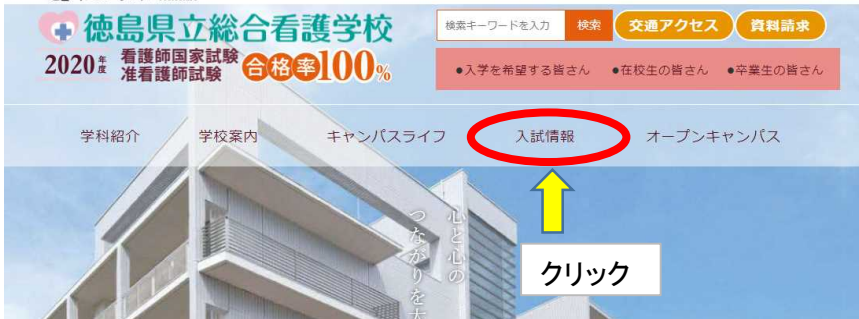 徳島県立総合看護学校
2020年度 看護師国家試験 准看護師試験 合格率100%
検索キーワードを入力 検索 交通アクセス 資料請求
●入学を希望する皆さん ●在校生の皆さん ●卒業生の皆さん
学科紹介 学校案内 キャンパスライフ 入試情報 オープンキャンパス
心と心の
つながりを大
クリック